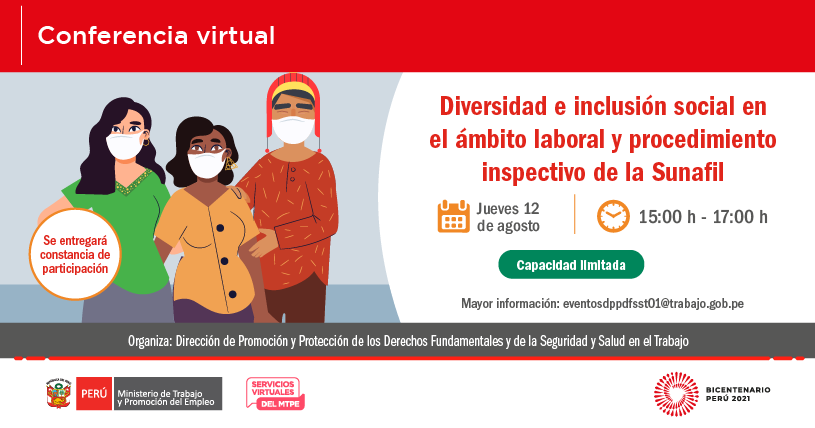 Conferencia virtual
Diversidad e inclusión social en
el ámbito laboral y procedimiento
inspectivo de la Sunafil
Jueves 12
de agosto
15:00 h - 17:00 h
Capacidad limitada
Mayor información: eventosdppdfsst01@trabajo.gob.pe
Se entregará
constancia de
participación
Organiza: Dirección de Promoción y Protección de los Derechos Fundamentales y de la Seguridad y Salud en el Trabajo
PERÚ
Ministerio de Trabajo
y Promoción del Empleo
SERVICIOS
VIRTUALES
DEL MTPE
BICENTENARIO
PERÚ 2021